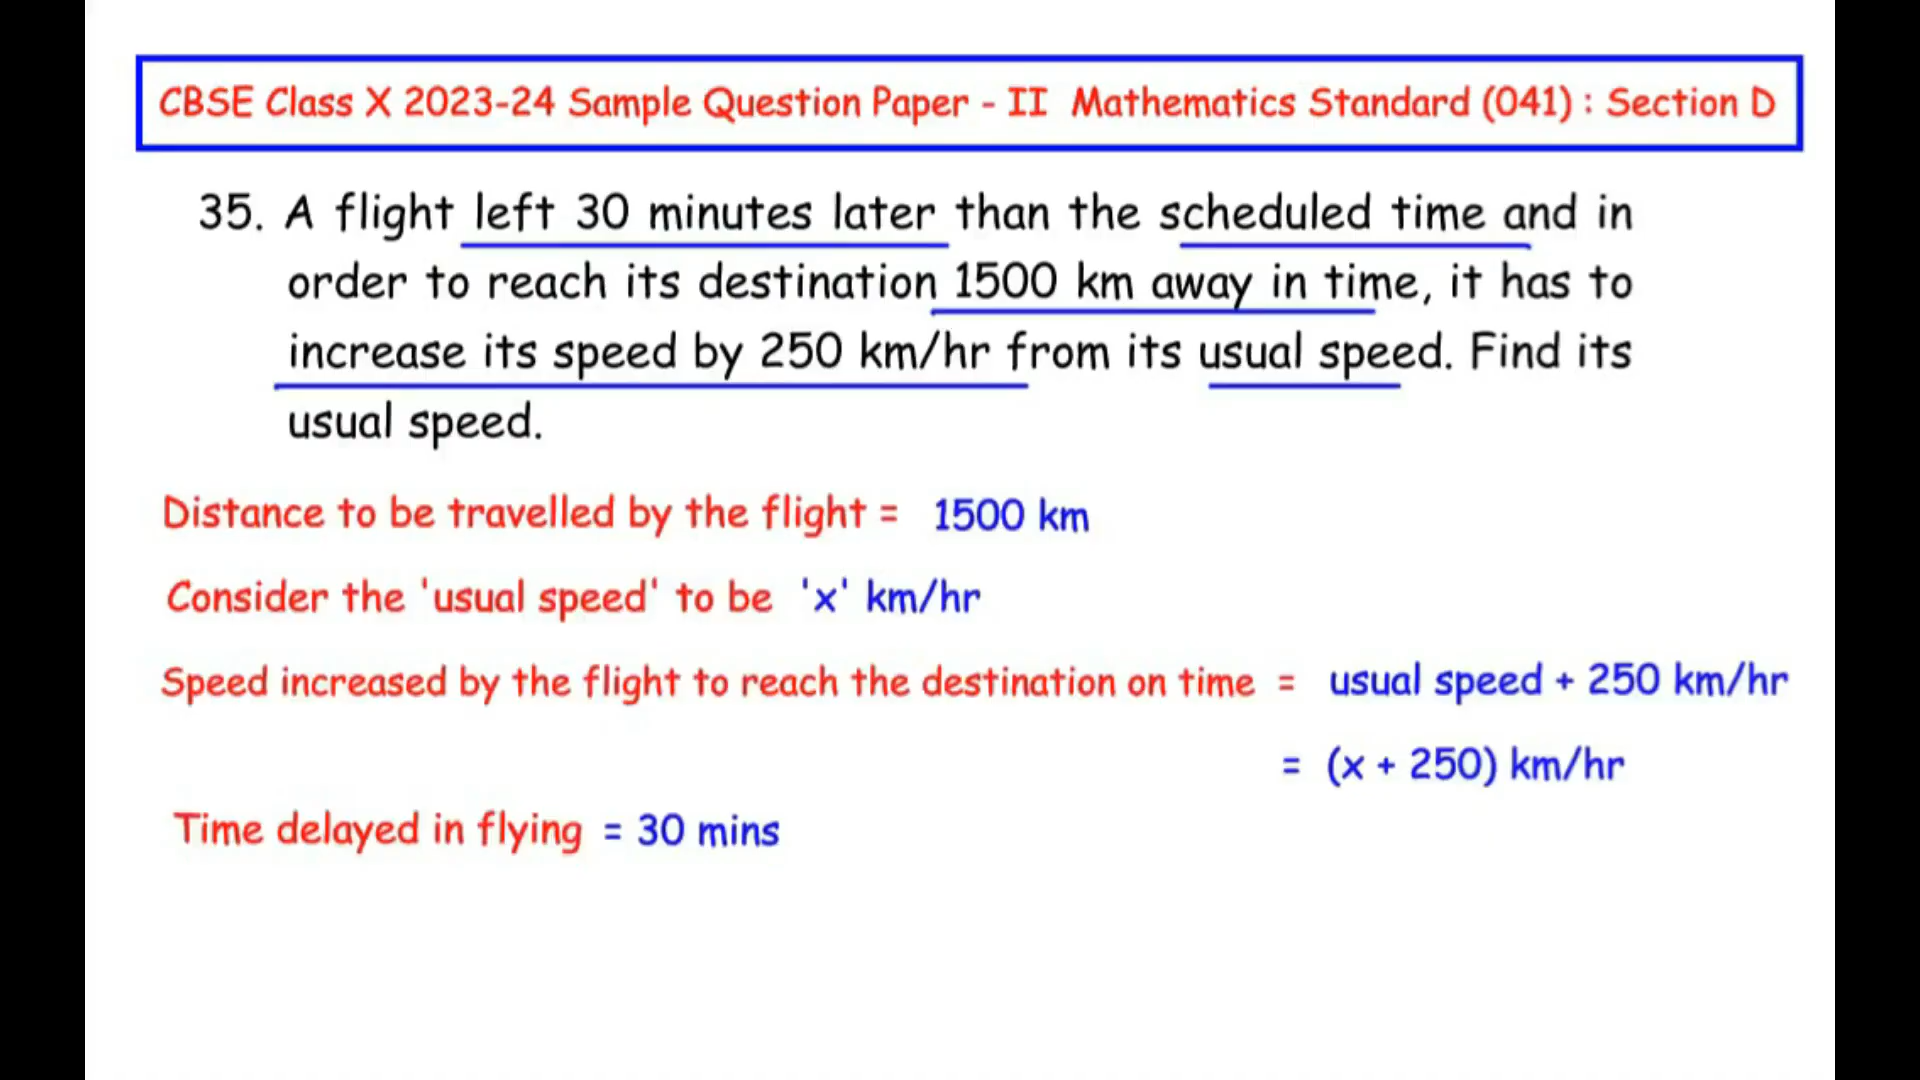 CBSE Class X 2023-24 Sample Question Paper - II Mathematics Standard (041) : Section D
35. A flight left 30 minutes later than the scheduled time and in
order to reach its destination 1500 km away in time, it has to
increase its speed by 250 km/hr from its usual speed. Find its
usual speed.
Distance to be travelled by the flight = 1500 km
Consider the 'usual speed' to be 'x' km/hr
Speed increased by the flight to reach the destination on time = usual speed + 250 km/hr
= (x + 250) km/hr
Time delayed in flying = 30 mins